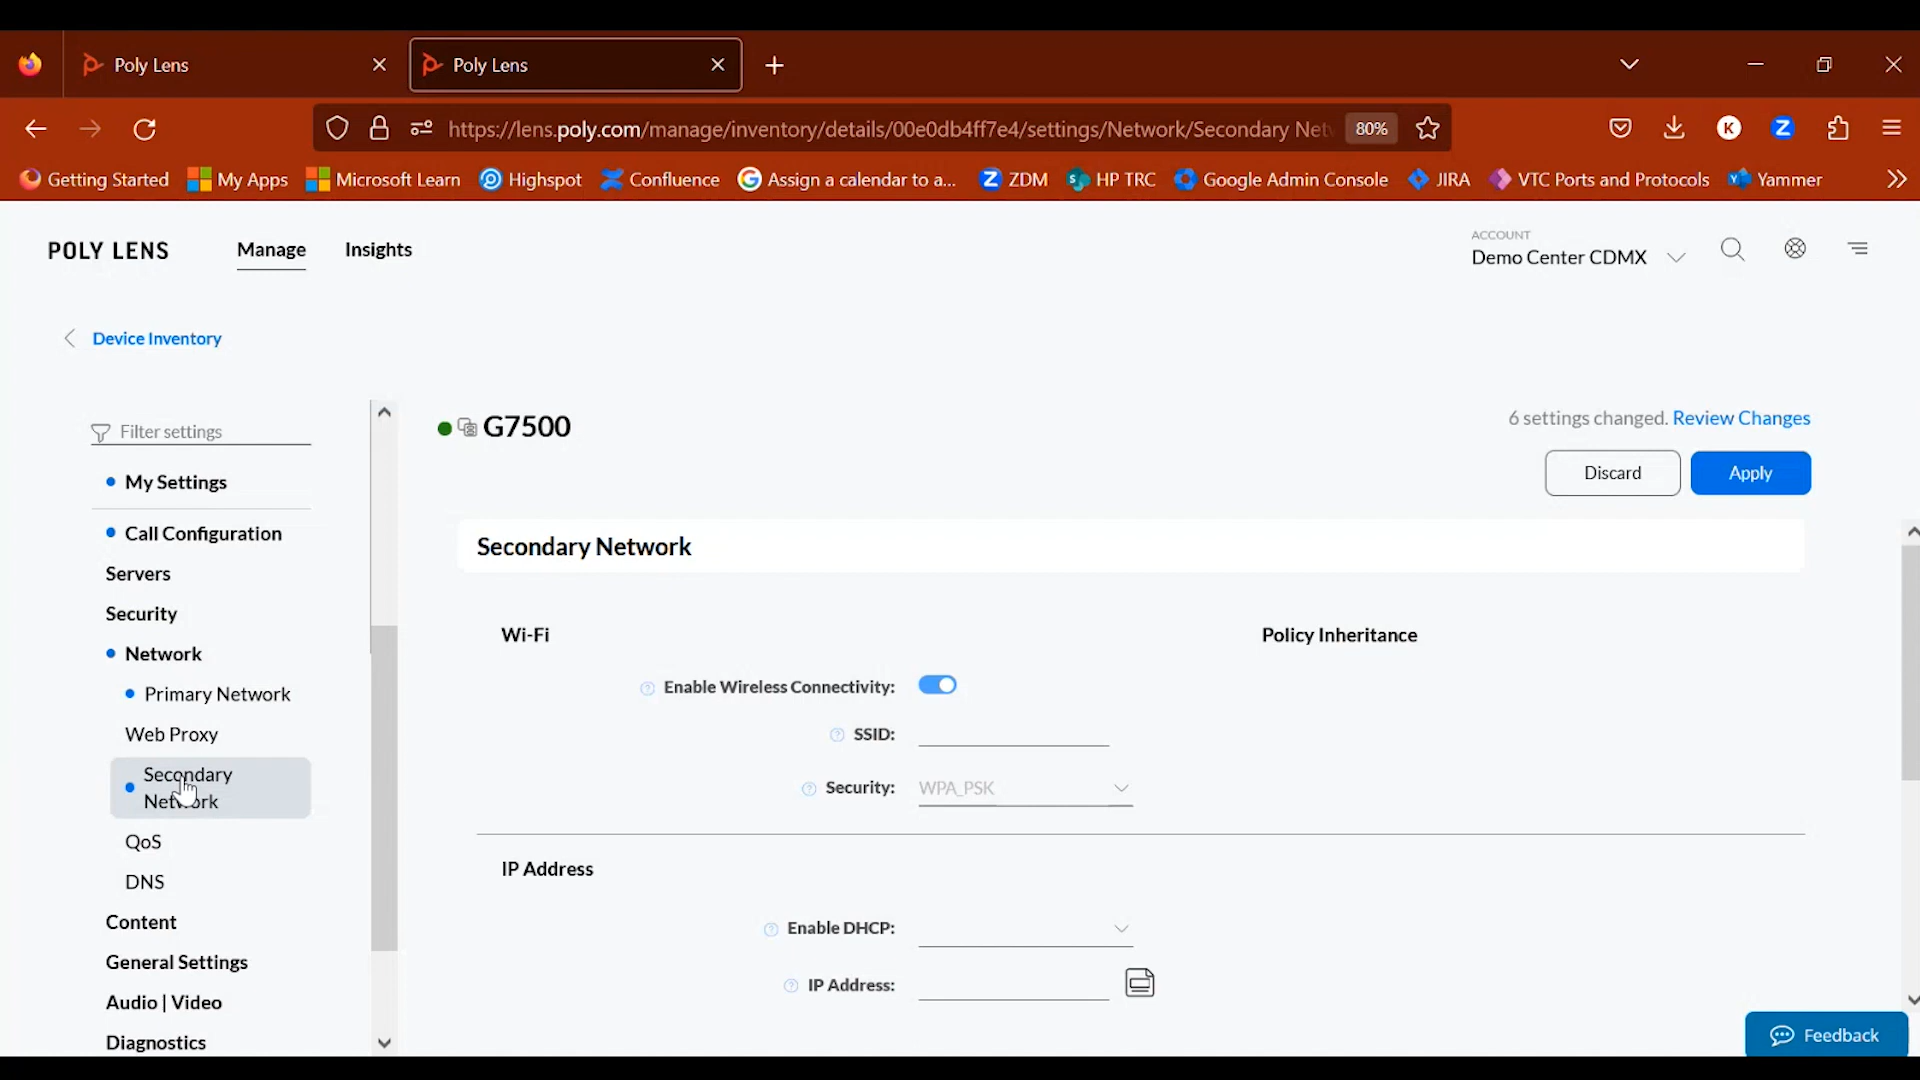 Poly Lens
Poly Lens
https://lens.poly.com/manage/inventory/details/00e0db4ff7e4/settings/Network/Secondary Net
80%
K
Z
Getting Started
My Apps
Microsoft Learn
Highspot
Confluence
Assign a calendar to a...
ZDM
HP TRC
Google Admin Console
JIRA
VTC Ports and Protocols
Yammer
POLY LENS
Manage
Insights
ACCOUNT
Demo Center CDMX
Device Inventory
Filter settings
My Settings
Call Configuration
Servers
Security
Network
Primary Network
Web Proxy
Secondary
Network
QoS
DNS
Content
General Settings
Audio | Video
Diagnostics
G7500
6 settings changed. Review Changes
Discard
Apply
Secondary Network
Wi-Fi
Policy Inheritance
Enable Wireless Connectivity:
SSID:
Security:
WPA_PSK
IP Address
Enable DHCP:
IP Address:
Feedback